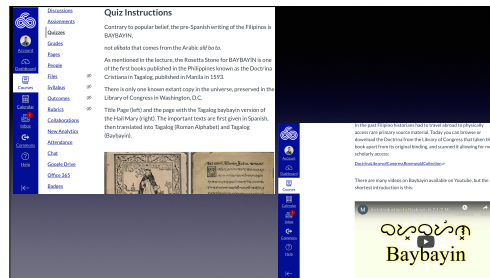 Discussions
Assignments
Quizzes
Grades
Pages
People
Files
Syllabus
Outcomes
Rubrics
Collaborations
New Analytics
Attendance
Chat
Google Drive
Office 365
Badges
Account
Dashboard
Courses
Calendar
Inbox
Commons
Help
Quiz Instructions
Contrary to popular belief, the pre-Spanish writing of the Filipinos is
BAYBAYIN,
not alibata that comes from the Arabic alif ba ta.
As mentioned in the lecture, the Rosetta Stone for BAYBAYIN is one
of the first books published in the Philippines known as the Doctrina
Cristiana in Tagalog, published in Manila in 1593.
There is only one known extant copy in the universe, preserved in the
Library of Congress in Washington, D.C.
Title Page (left) and the page with the Tagalog baybayin version of
the Hail Mary (right). The important texts are first given in Spanish,
then translated into Tagalog (Roman Alphabet) and Tagalog
(Baybayin).
Account
Dashboard
Courses
Calendar
Inbox
Commons
Help
In the past Filipino historians had to travel abroad to physically
access rare primary source material. Today you can browse or
download the Doctrina from the Library of Congress that taken th
book apart from its original binding, and scanned it allowing for m
scholarly access:
There are many videos on Baybayin available on Youtube, but the
shortest introduction is this:
M
Baybayin